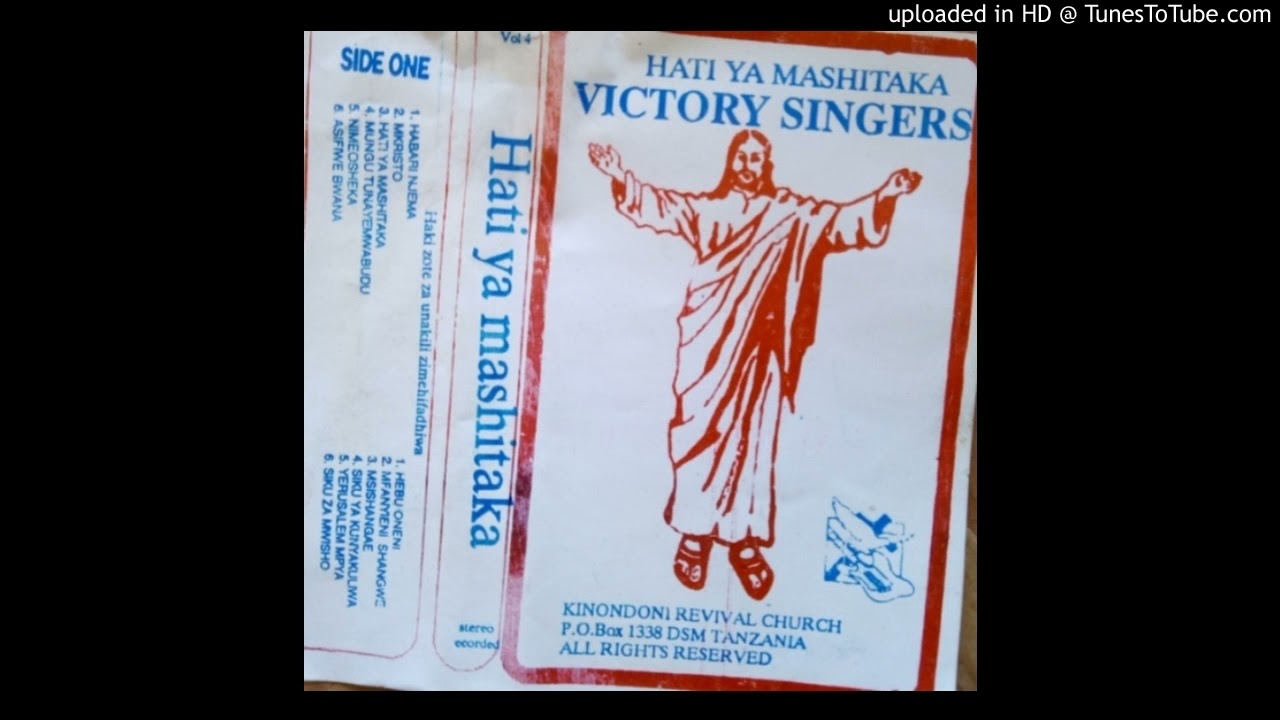 uploaded in HD @ TunesToTube.com
Vol 4
SIDE ONE
1. HABARI NJEMA
2. MKRISTO
3. HATI YA MASHITAKA
4. MUNGU TUNAYEMWABUDU
5. NIMEOSHEKA
6. ASIFIWE BWANA
Haki zote za unakili zimehifadhiwa
1. HEBU ONENI
2. MFANYIENI SHANGWE
3. MSISHANGAE
4. SIKU YA KUNYAKULIWA
5. YERUSALEM MPYA
6. SIKU ZA MWISHO
Hati ya mashitaka
stereo
ecorded
HATI YA MASHITAKA
VICTORY SINGERS
KINONDONI REVIVAL CHURCH
P.O.Box 1338 DSM TANZANIA
ALL RIGHTS RESERVED